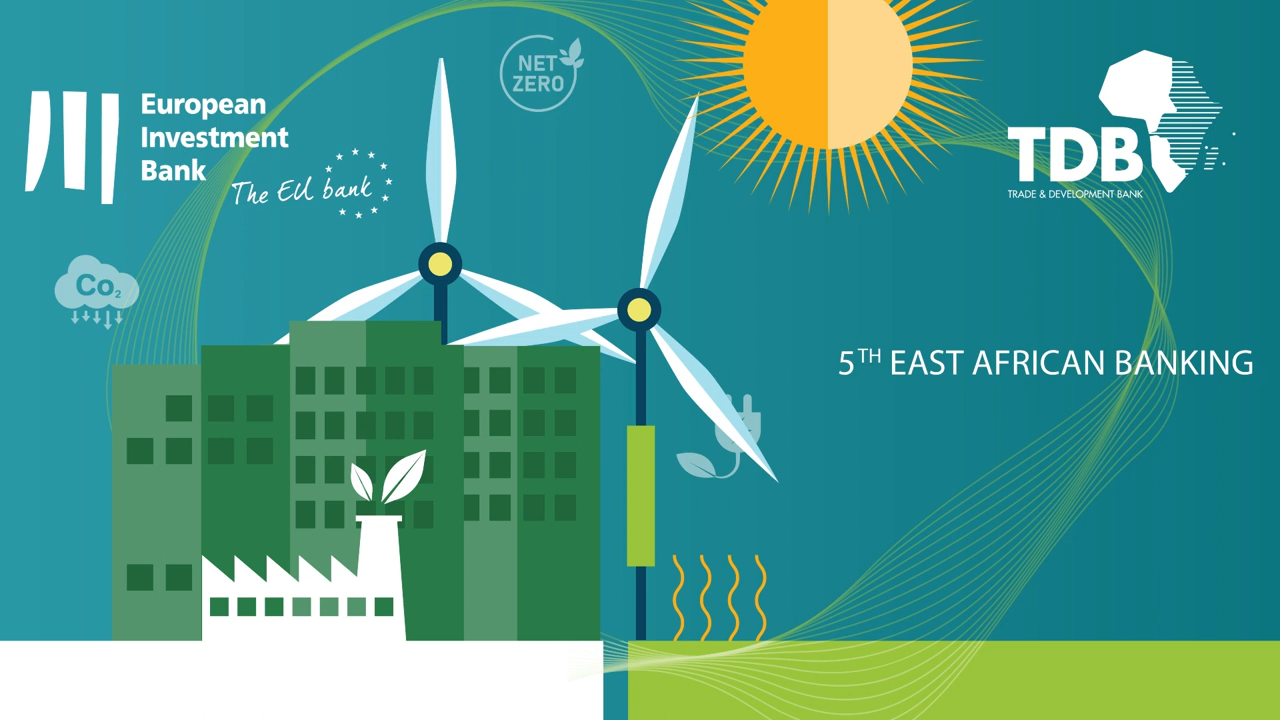 European
Investment
Bank
The EU bank
NET
ZERO
TDB
TRADE & DEVELOPMENT BANK
Co₂
5TH EAST AFRICAN BANKING